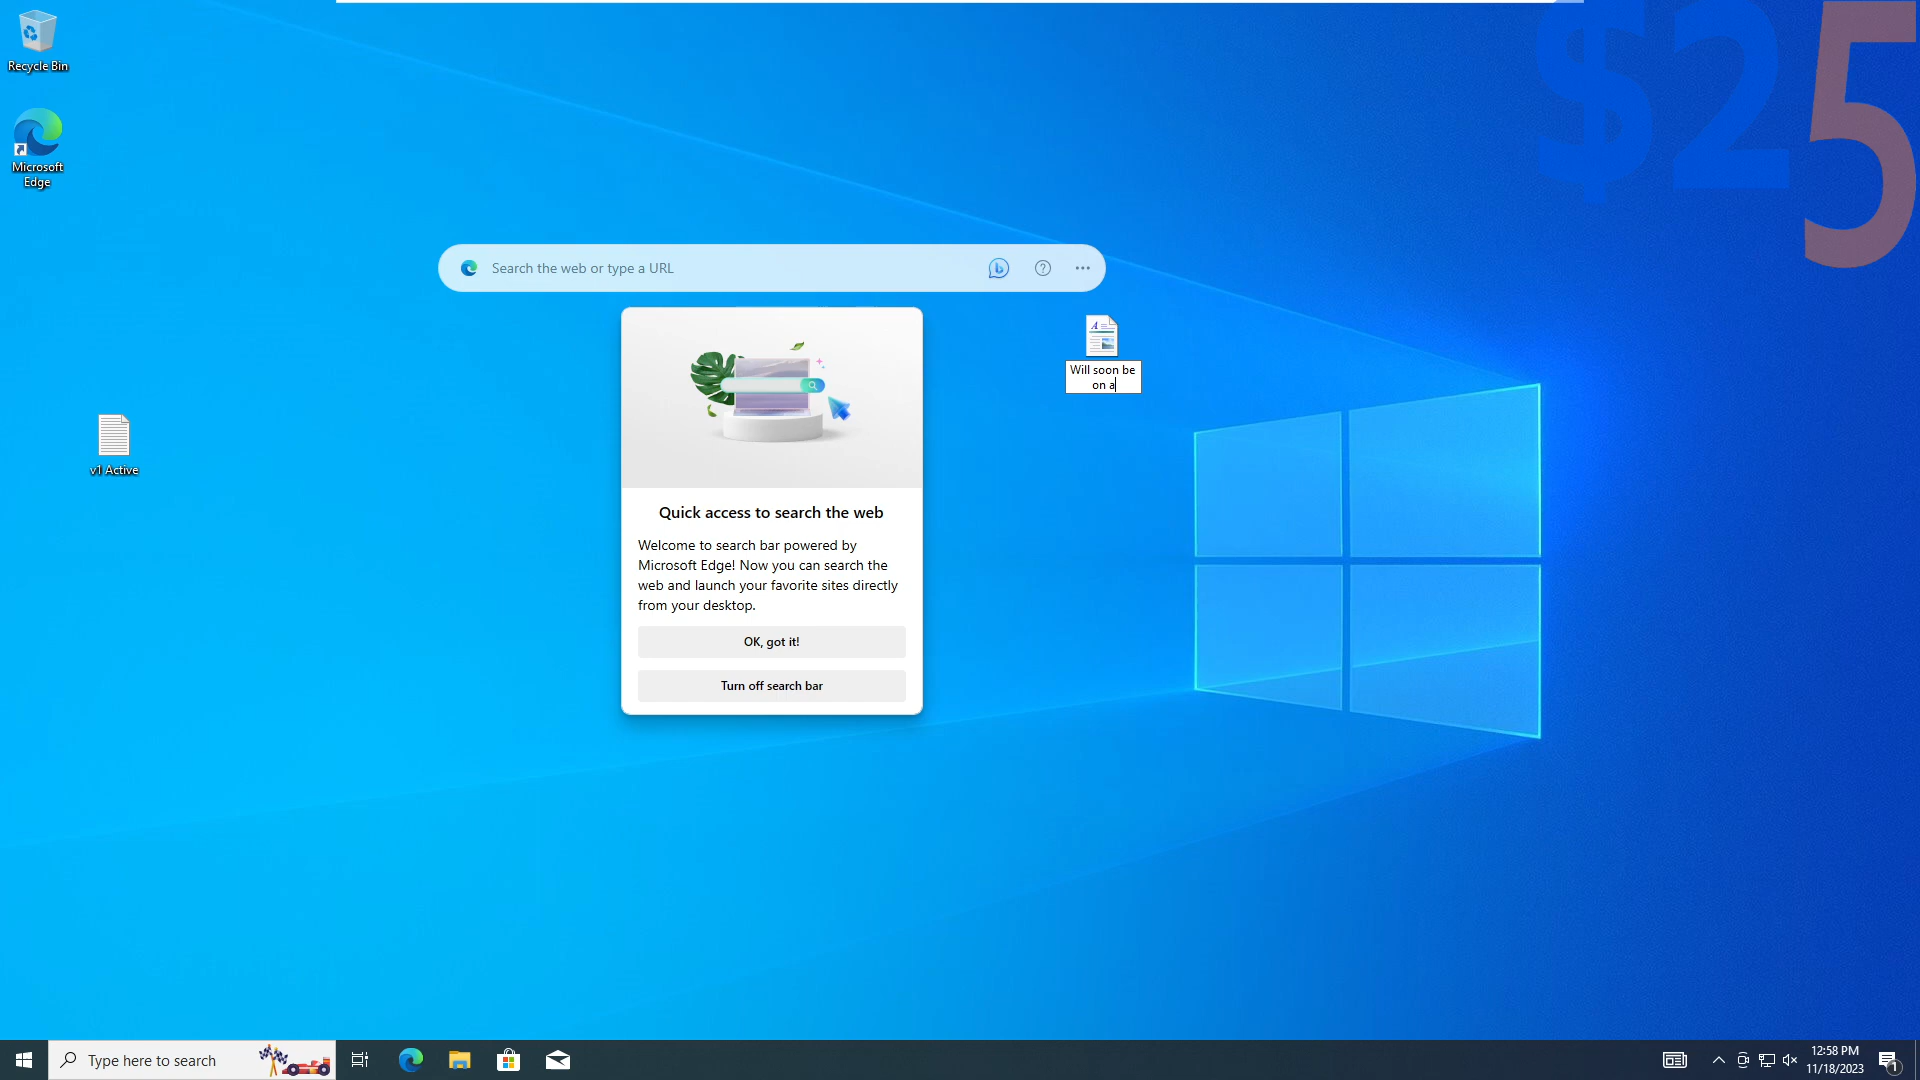 $25
Recycle Bin
Microsoft
Edge
Search the web or type a URL
Will soon be
on a
v1 Active
Quick access to search the web
Welcome to search bar powered by
Microsoft Edge! Now you can search the
web and launch your favorite sites directly
from your desktop.
OK, got it!
Turn off search bar
Type here to search
12:58 PM
11/18/2023
1